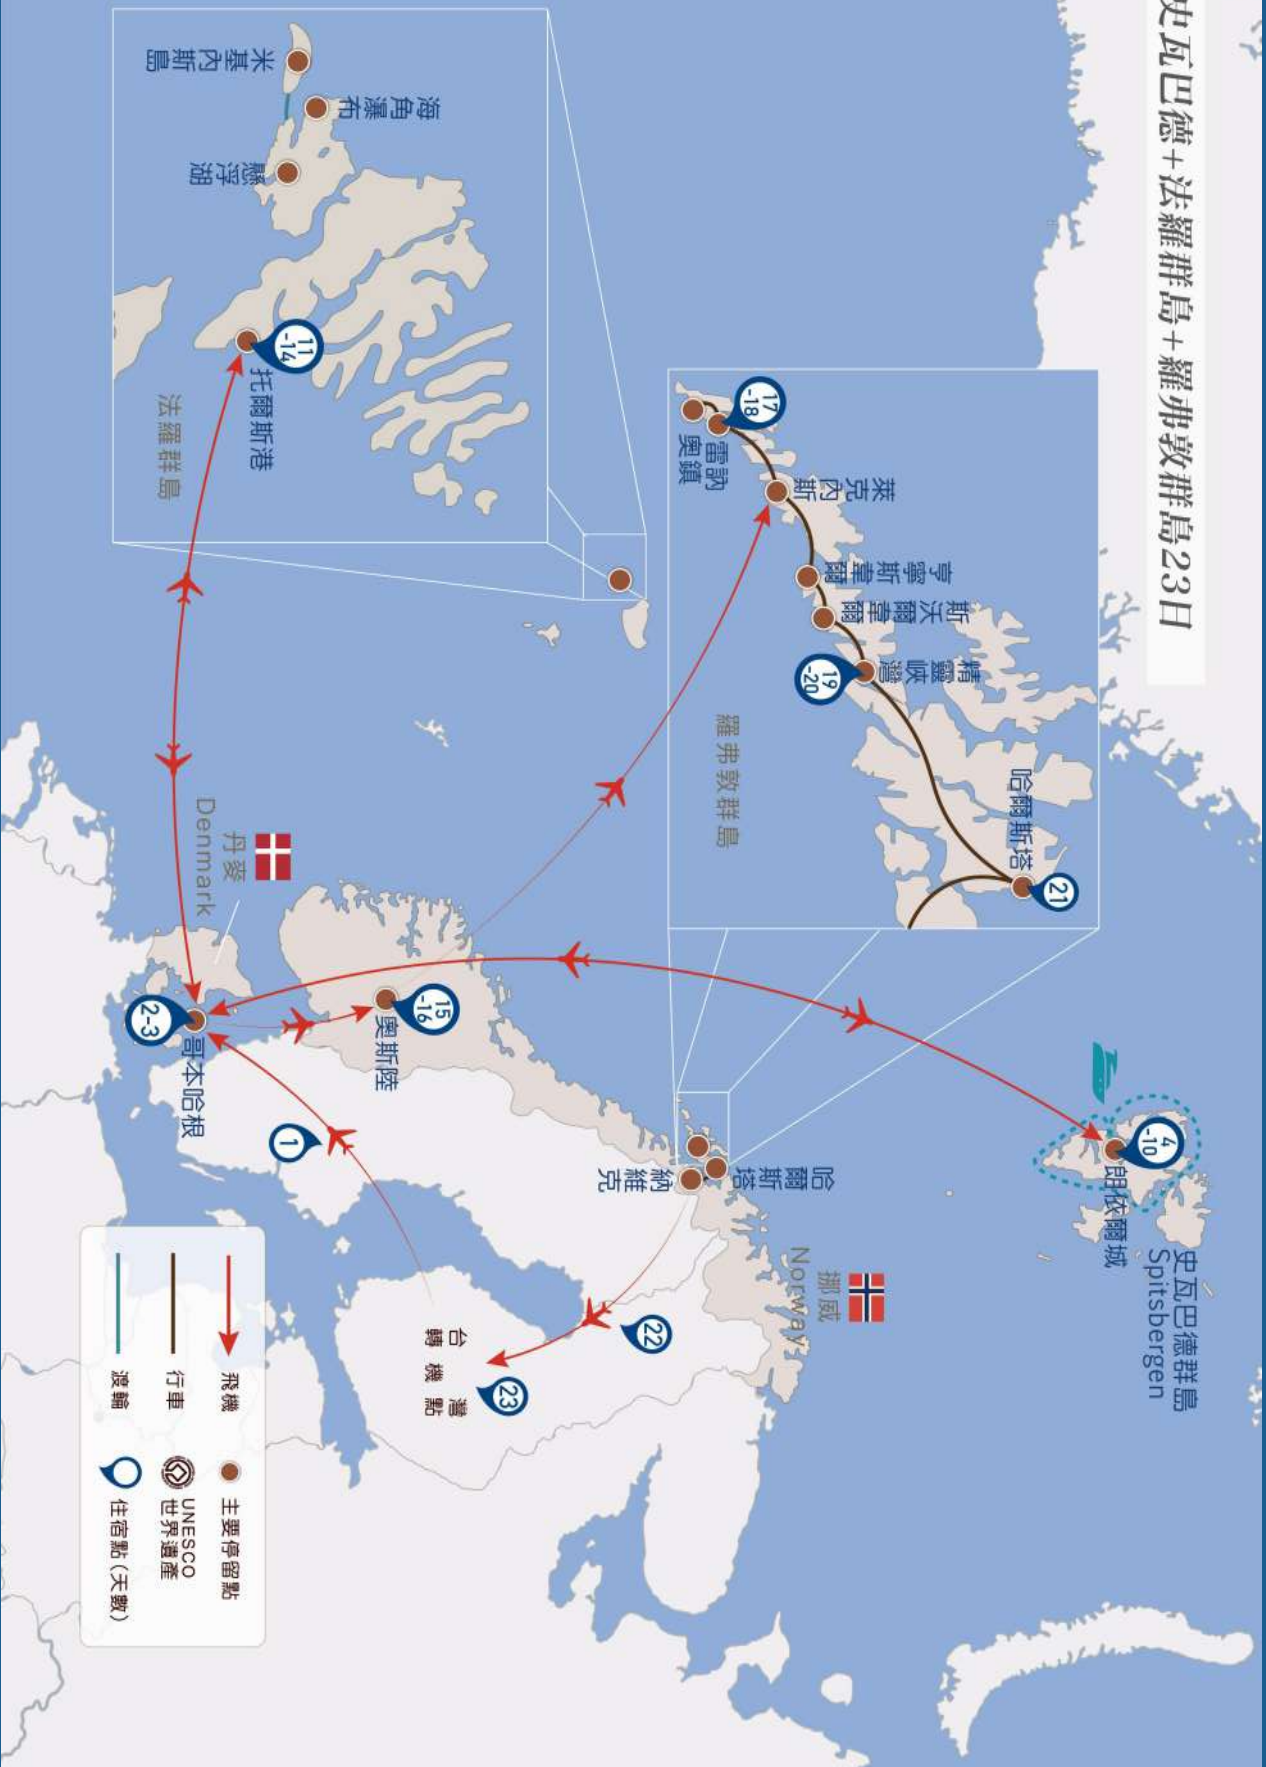 史瓦巴德+法羅群島+羅弗敦群島23日
米基內斯島
海角瀑布
懸浮湖
11
-14
托爾斯港
法羅群島
17
-18
雷訥
奧鎮
萊克內斯
亨寧斯韋爾
斯沃爾韋爾
精靈峽灣
19
-20
羅弗敦群島
哈爾斯塔
21
丹麥
Denmark
2-3
哥本哈根
15
-16
奧斯陸
1
4
-10
朗依爾城
史瓦巴德群島
Spitsbergen
哈爾斯塔
納維克
挪威
Norway
22
23
台灣
轉機點
飛機
行車
渡輪
主要停留點
UNESCO
世界遺產
住宿點(天數)